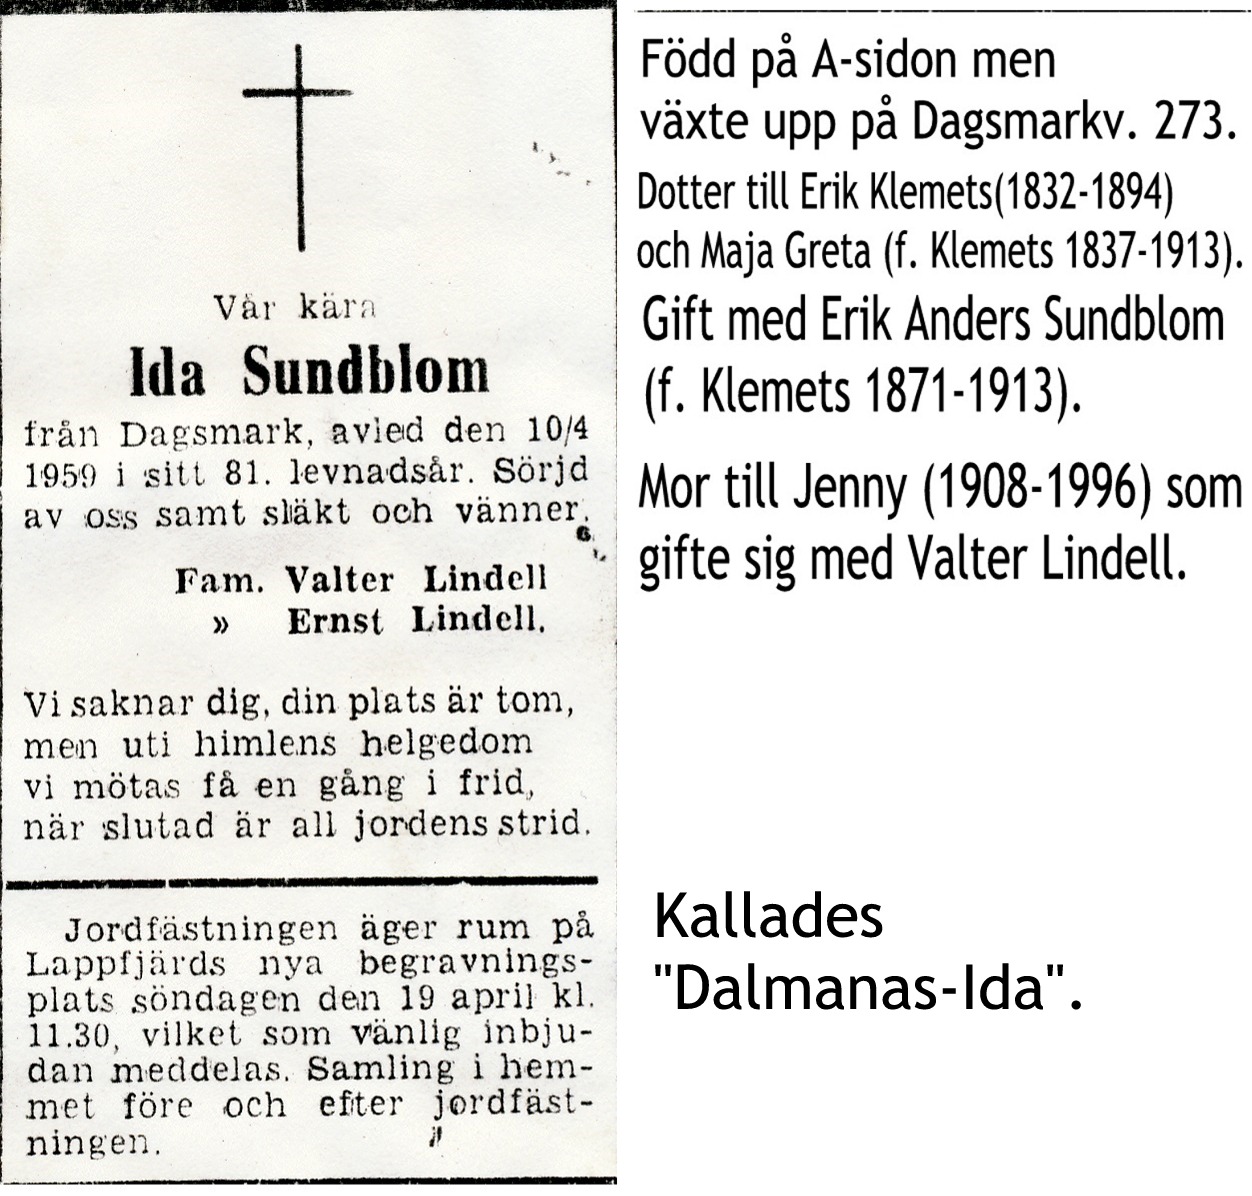 Vår kära
Ida Sundblom
från Dagsmark, avled den 10/4
1959 i sitt 81. levnadsår. Sörjd
av oss samt släkt och vänner.
Fam. Valter Lindell
» Ernst Lindell.
Vi saknar dig, din plats är tom,
men uti himlens helgedom
vi mötas få en gång i frid,
när slutad är all jordens strid.
Jordfästningen äger rum på
Lappfjärds nya begravnings-
plats söndagen den 19 april kl.
11.30, vilket som vänlig inbju-
dan meddelas. Samling i hem-
met före och efter jordfäst-
ningen.
Född på A-sidon men
växte upp på Dagsmarkv. 273.
Dotter till Erik Klemets(1832-1894)
och Maja Greta (f. Klemets 1837-1913).
Gift med Erik Anders Sundblom
(f. Klemets 1871-1913).
Mor till Jenny (1908-1996) som
gifte sig med Valter Lindell.
Kallades
"Dalmanas-Ida".